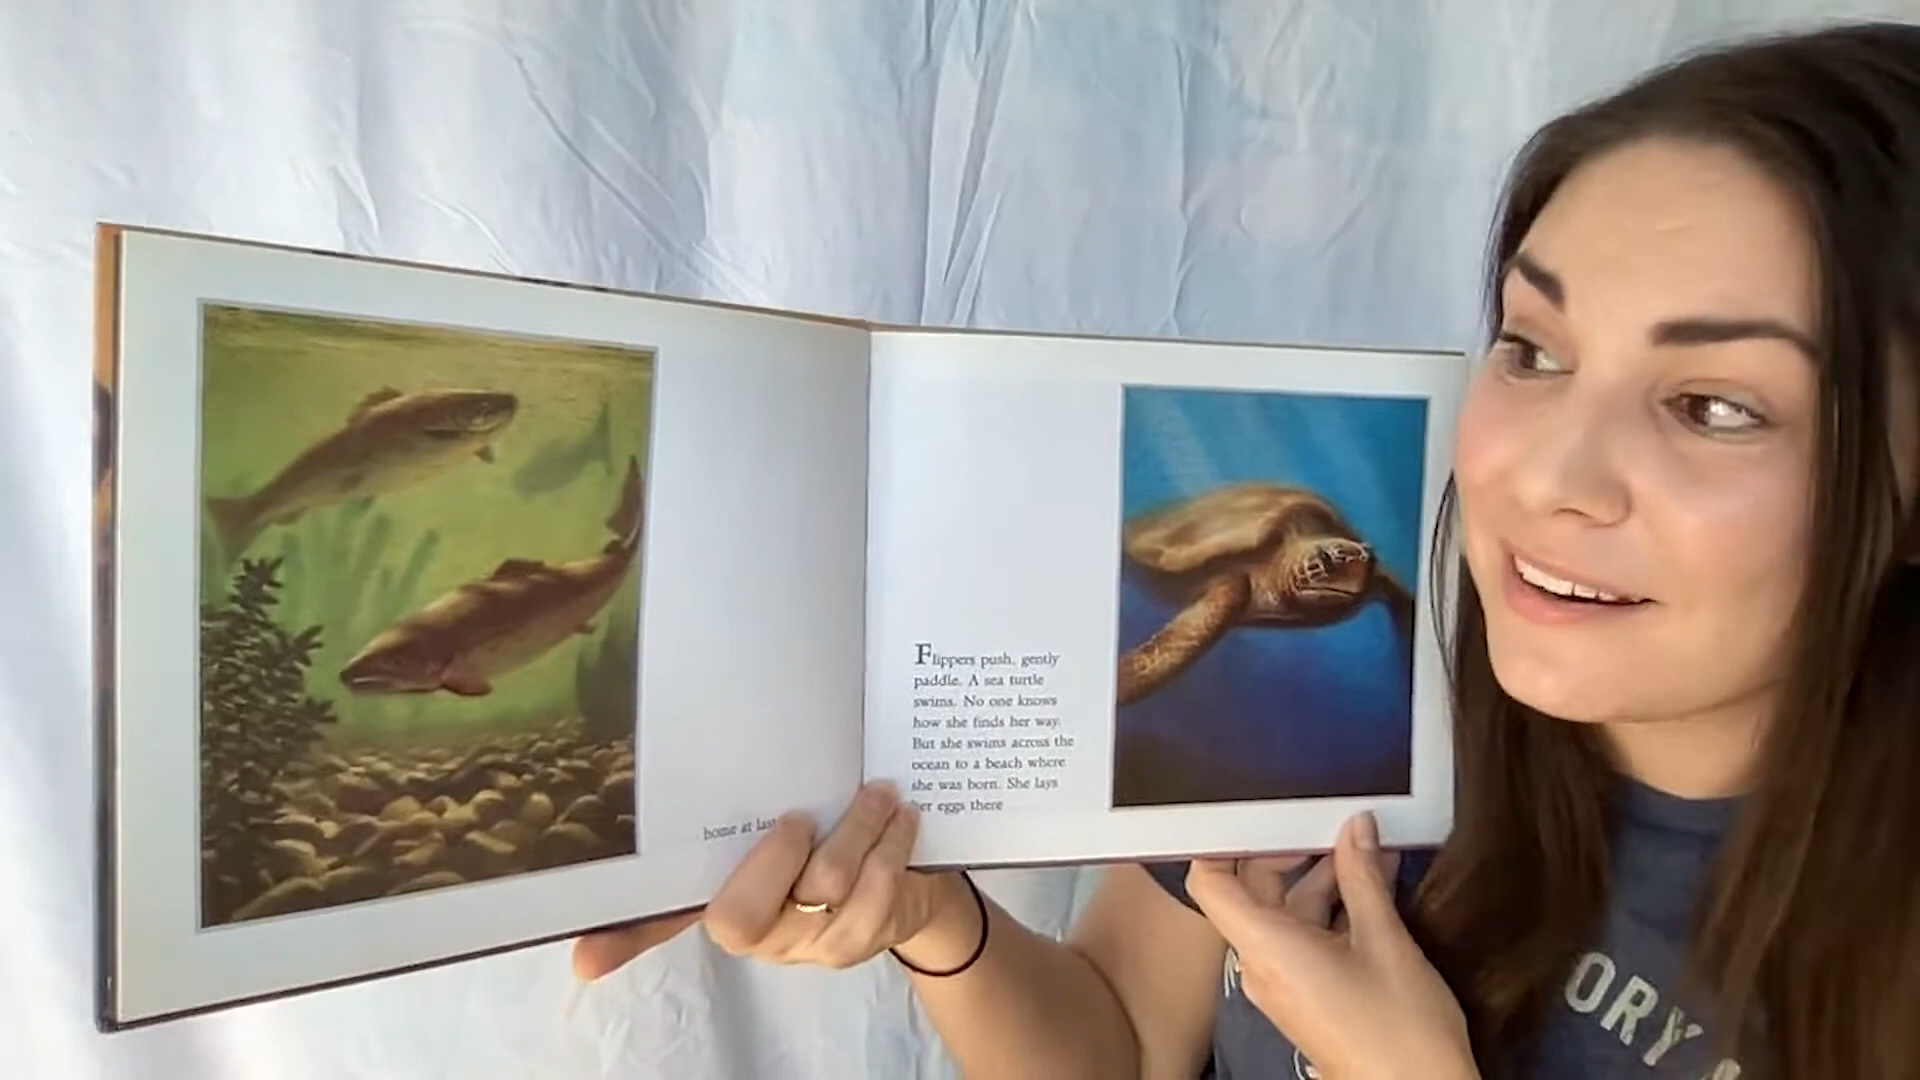 home at last
Flippers push, gently
paddle. A sea turtle
swims. No one knows
how she finds her way.
But she swims across the
ocean to a beach where
she was born. She lays
her eggs there
ORY